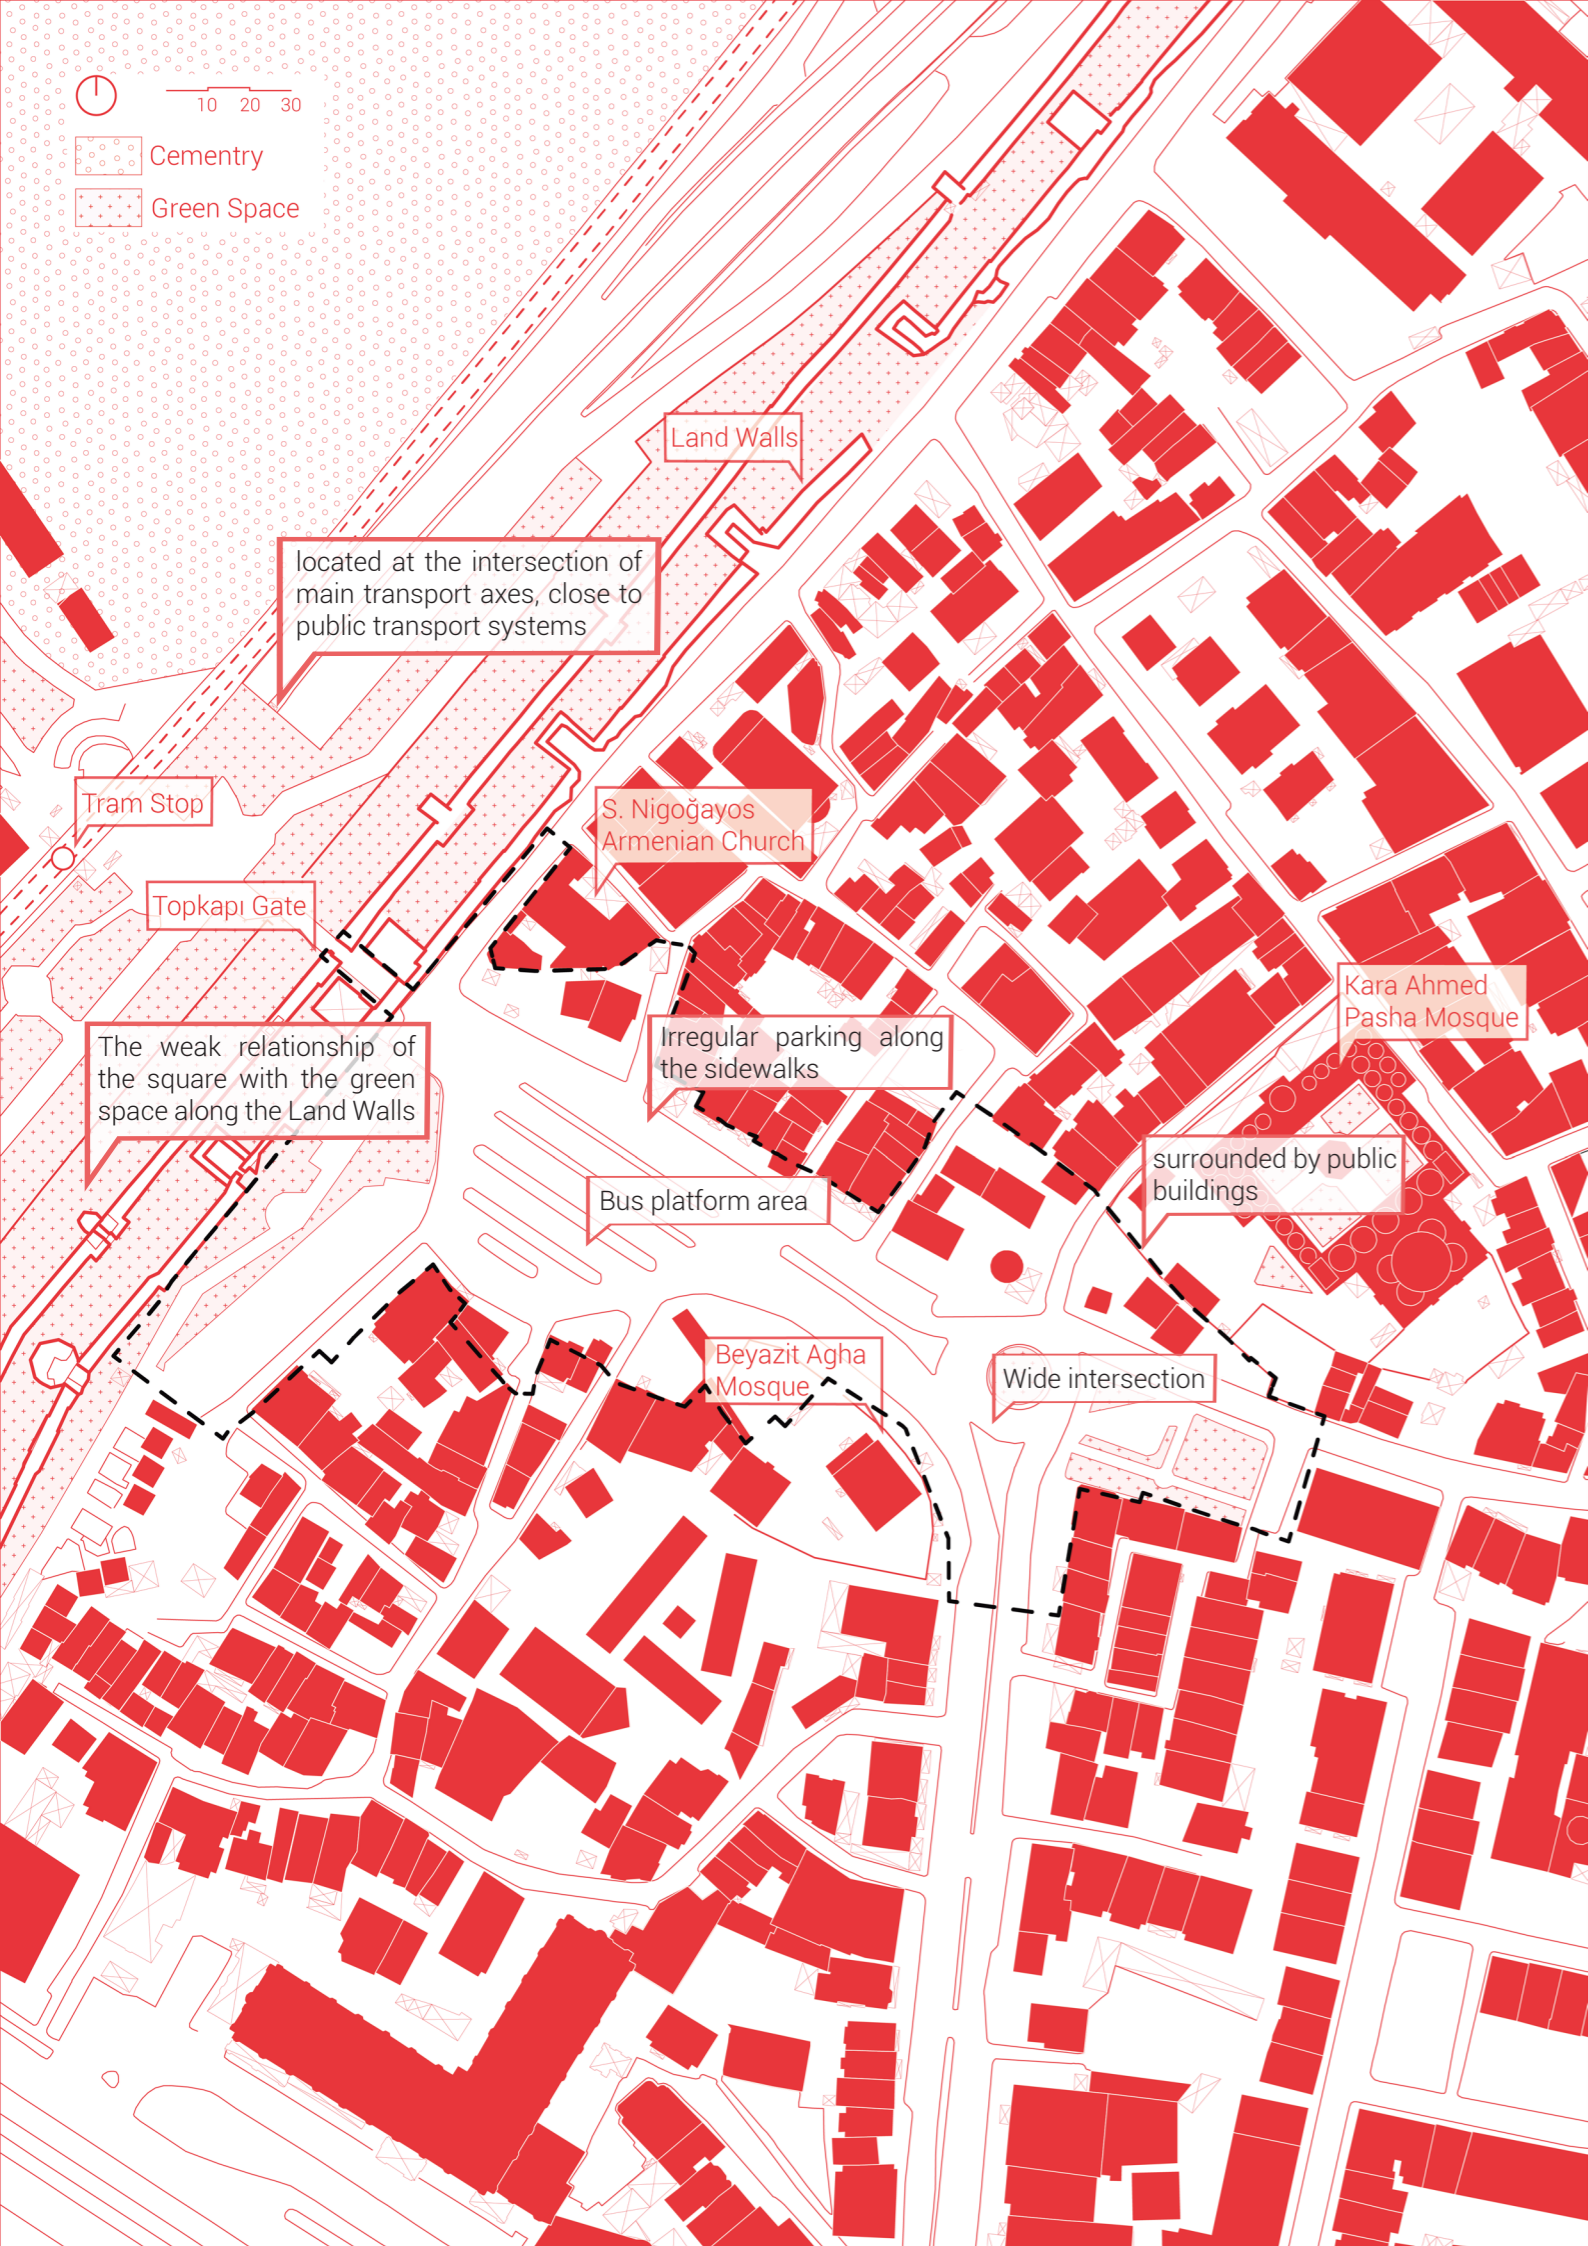 10 20 30
Cementry
Green Space
Land Walls
located at the intersection of
main transport axes, close to
public transport systems
Tram Stop
S. Nigoğayos
Armenian Church
Topkapı Gate
Kara Ahmed
Pasha Mosque
The weak relationship of
the square with the green
space along the Land Walls
Irregular parking along
the sidewalks
surrounded by public
buildings
Bus platform area
Beyazit Agha
Mosque
Wide intersection